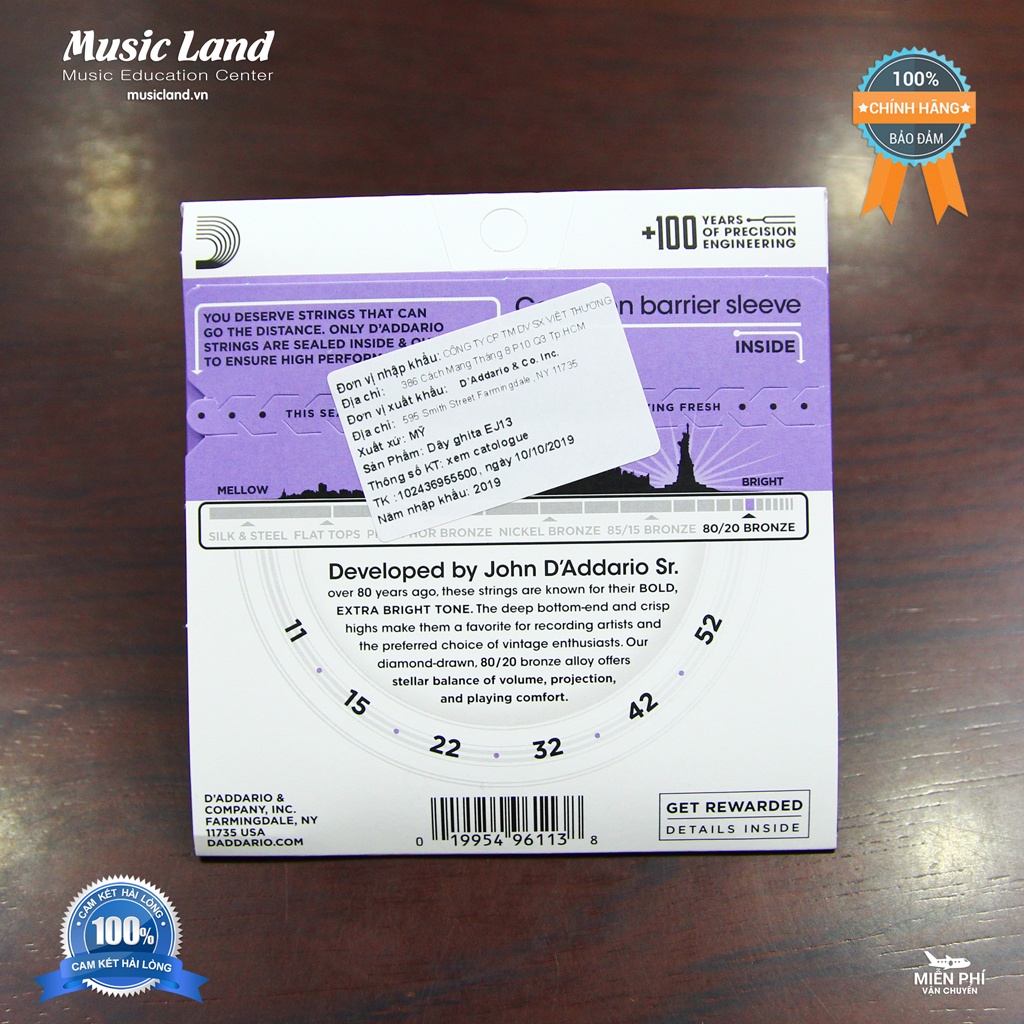 Music Land
Music Education Center
musicland.vn
100%
CHÍNH HÃNG
BẢO ĐẢM
+100 YEARS
OF PRECISION
ENGINEERING
YOU DESERVE STRINGS THAT CAN
GO THE DISTANCE. ONLY D'ADDARIO
STRINGS ARE SEALED INSIDE &
TO ENSURE HIGH
barrier sleeve
INSIDE
THIS
FRESH
Đơn vị nhập khẩu: CÔNG TY CP TM DV SX VIỆT THƯƠNG
Địa chỉ: 386 Cách Mạng Tháng 8 P10 Q3 Tp HCM
Đơn vị xuất khẩu: D'Addario & Co. Inc.
Địa chỉ: 595 Smith Street Farmingdale, NY 11735
Xuất xứ: MỸ
Sản Phẩm: Dây ghita EJ13
Thông số KT: xem catologue
TK : 102436955500, ngày 10/10/2019
Năm nhập khẩu: 2019
MELLOW
BRIGHT
SILK & STEEL FLAT TOPS BRONZE NICKEL BRONZE 85/15 BRONZE 80/20 BRONZE
Developed by John D'Addario Sr.
over 80 years ago, these strings are known for their BOLD,
EXTRA BRIGHT TONE. The deep bottom-end and crisp
highs make them a favorite for recording artists and
the preferred choice of vintage enthusiasts. Our
diamond-drawn, 80/20 bronze alloy offers
stellar balance of volume, projection,
and playing comfort.
11 • 15 • 22 • 32 • 42 • 52
D'ADDARIO &
COMPANY, INC.
FARMINGDALE, NY
11735 USA
DADDARIO.COM
0 19954 96113 8
GET REWARDED
DETAILS INSIDE
CAM KẾT HÀI LÒNG
100%
CAM KẾT HÀI LÒNG
MIỄN PHÍ
VẬN CHUYỂN